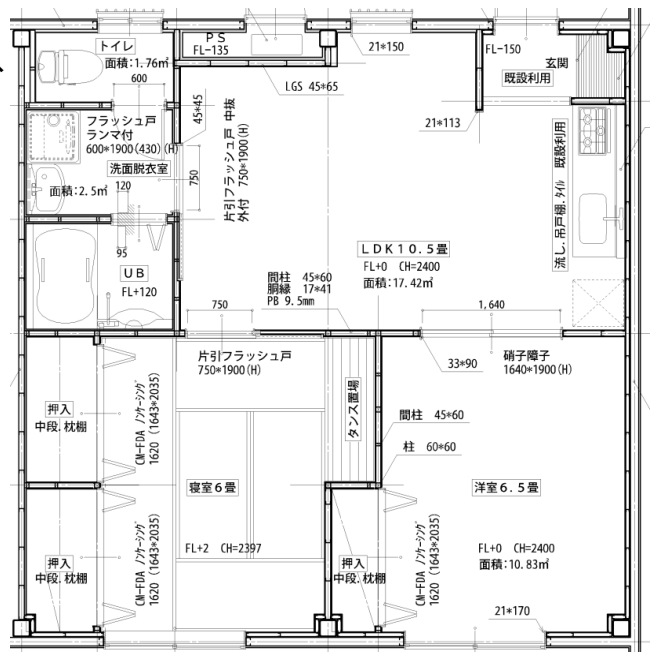 トイレ
面積:1.76㎡
600
PS
FL-135
21*150
FL-150
玄関
既設利用
LGS 45*65
フラッシュ戸
ランマ付
600*1900(430)(H)
45*45
21*113
洗面脱衣室
面積:2.5㎡
120
750
片引フラッシュ戸 中抜
外付 750*1900(H)
流し.吊戸棚.タイル 既設利用
95
UB
FL+120
LDK10.5畳
FL+0 CH=2400
面積:17.42㎡
間柱 45*60
胴縁 17*41
PB 9.5mm
750
1,640
片引フラッシュ戸
750*1900(H)
33*90
硝子障子
1640*1900(H)
押入
中段.枕棚
CM-FDA ノンケーシング
1620 (1643*2035)
タンス置場
間柱 45*60
柱 60*60
寝室6畳
洋室6.5畳
FL+2 CH=2397
FL+0 CH=2400
面積:10.83㎡
押入
中段.枕棚
CM-FDA ノンケーシング
1620 (1643*2035)
押入
中段.枕棚
CM-FDA ノンケーシング
1620 (1643*2035)
21*170